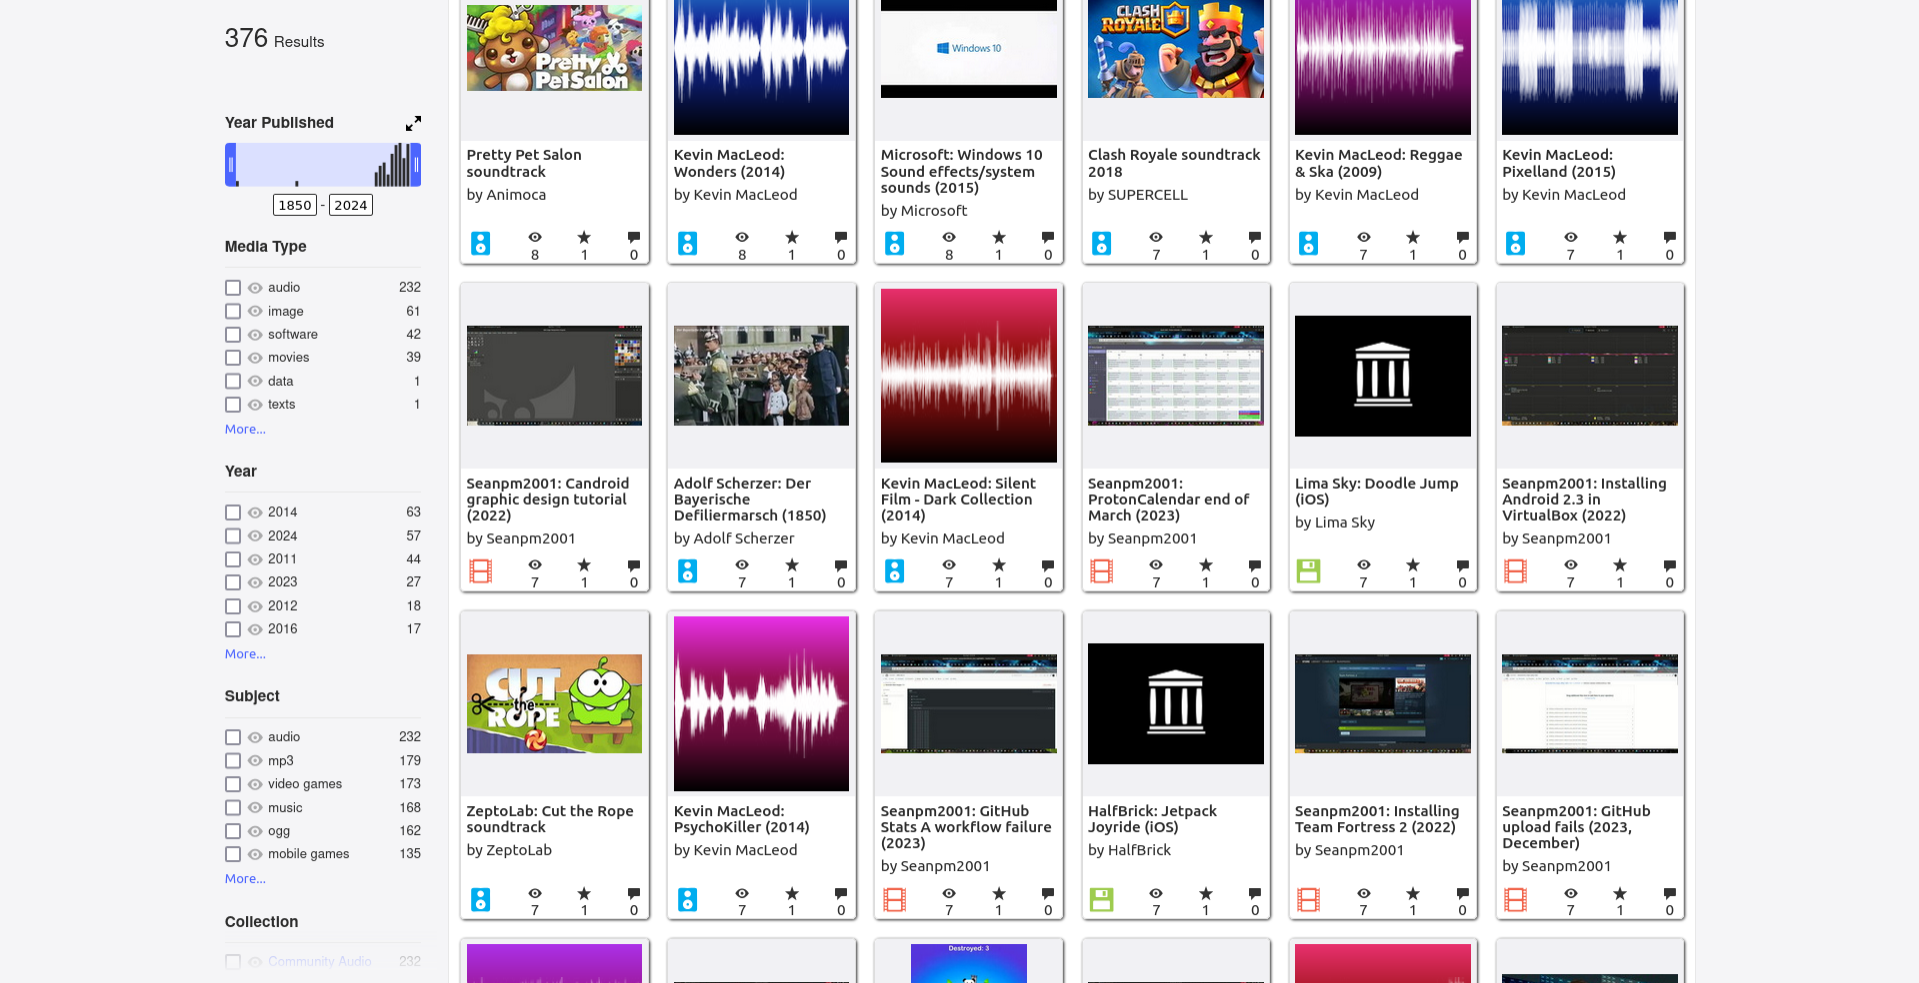 376 Results
Year Published
1850 - 2024
Media Type
audio 232
image 61
software 42
movies 39
data 1
texts 1
More...
Year
2014 63
2024 57
2011 44
2023 27
2012 18
2016 17
More...
Subject
audio 232
mp3 179
video games 173
music 168
ogg 162
mobile games 135
More...
Collection
Community Audio 232
Pretty Pet Salon
Windows 10
CLASH ROYALE
Pretty Pet Salon
soundtrack
by Animoca
8 1 0
Kevin MacLeod:
Wonders (2014)
by Kevin MacLeod
8 1 0
Microsoft: Windows 10
Sound effects/system
sounds (2015)
by Microsoft
8 1 0
Clash Royale soundtrack
2018
by SUPERCELL
7 1 0
Kevin MacLeod: Reggae
& Ska (2009)
by Kevin MacLeod
7 1 0
Kevin MacLeod:
Pixelland (2015)
by Kevin MacLeod
7 1 0
Seanpm2001: Candroid
graphic design tutorial
(2022)
by Seanpm2001
7 1 0
Adolf Scherzer: Der
Bayerische
Defiliermarsch (1850)
by Adolf Scherzer
7 1 0
Kevin MacLeod: Silent
Film - Dark Collection
(2014)
by Kevin MacLeod
7 1 0
Seanpm2001:
ProtonCalendar end of
March (2023)
by Seanpm2001
7 1 0
Lima Sky: Doodle Jump
(iOS)
by Lima Sky
7 1 0
Seanpm2001: Installing
Android 2.3 in
VirtualBox (2022)
by Seanpm2001
7 1 0
CUT the ROPE
ZeptoLab: Cut the Rope
soundtrack
by ZeptoLab
7 1 0
Kevin MacLeod:
PsychoKiller (2014)
by Kevin MacLeod
7 1 0
Seanpm2001: GitHub
Stats A workflow failure
(2023)
by Seanpm2001
7 1 0
HalfBrick: Jetpack
Joyride (iOS)
by HalfBrick
7 1 0
Seanpm2001: Installing
Team Fortress 2 (2022)
by Seanpm2001
7 1 0
Seanpm2001: GitHub
upload fails (2023,
December)
by Seanpm2001
7 1 0
Destroyed: 3